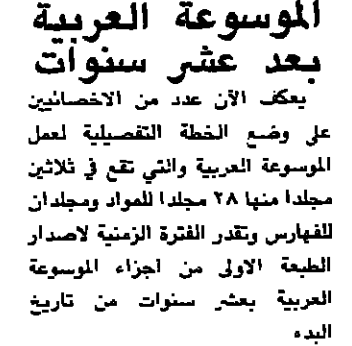 الموسوعة العربية
بعد عشر سنوات
يعكف الآن عدد من الاخصائيين
على وضع الخطة التفصيلية لعمل
الموسوعة العربية والتي تقع في ثلاثين
مجلدا منها ٢٨ مجلدا للمواد ومجلدان
للفهارس وتقدر الفترة الزمنية لاصدار
الطبعة الاولى من اجزاء الموسوعة
العربية بعشر سنوات من تاريخ
البدء